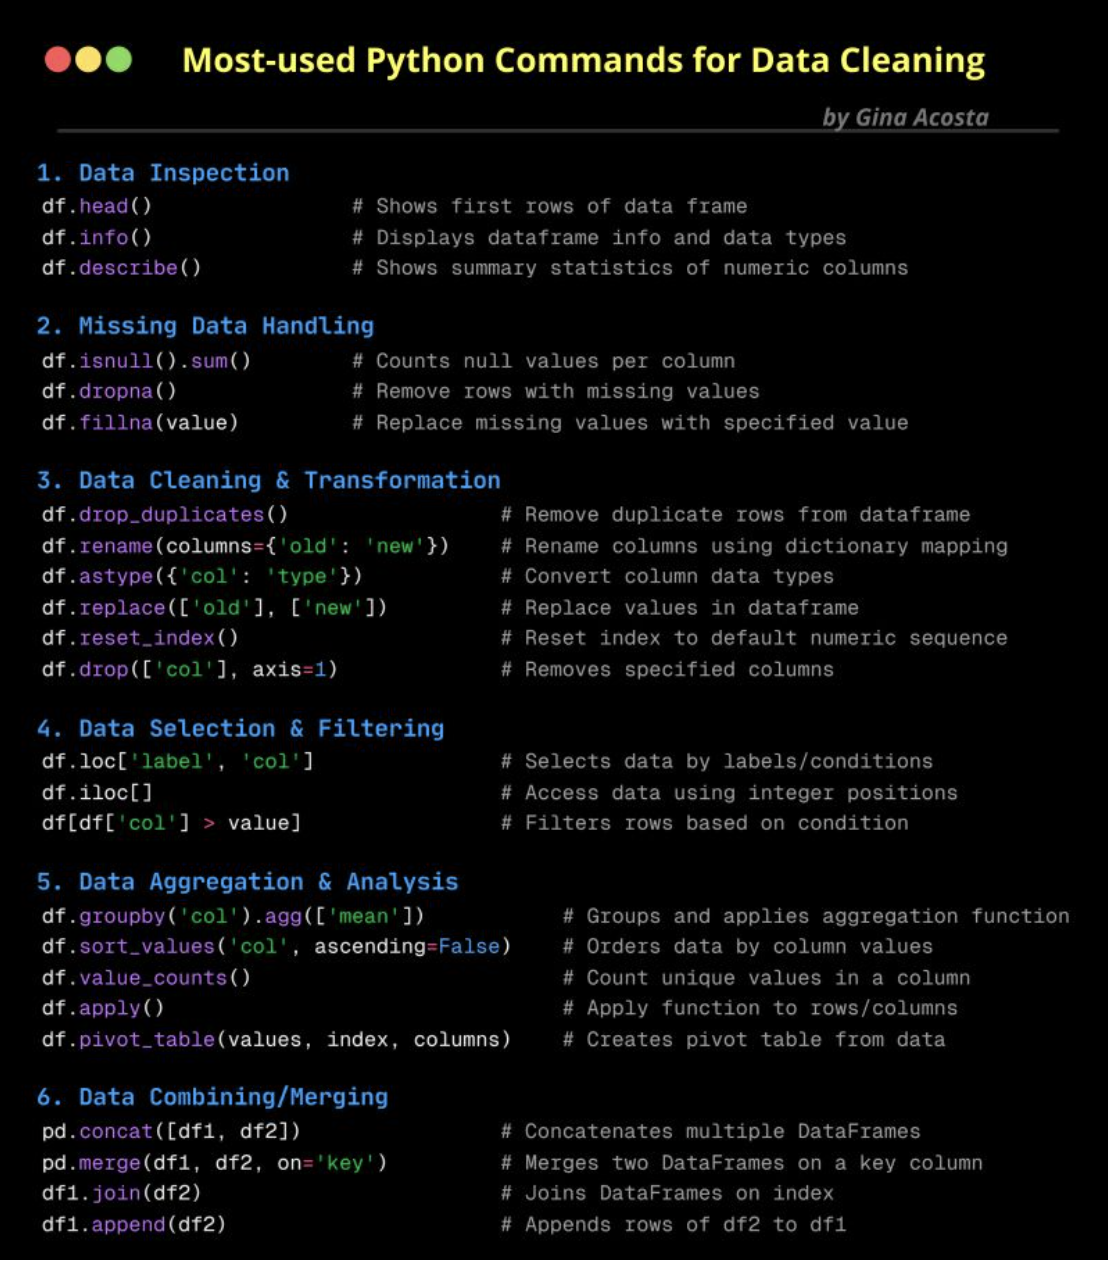 Most-used Python Commands for Data Cleaning
by Gina Acosta
1. Data Inspection
df.head() # Shows first rows of data frame
df.info() # Displays dataframe info and data types
df.describe() # Shows summary statistics of numeric columns
2. Missing Data Handling
df.isnull().sum() # Counts null values per column
df.dropna() # Remove rows with missing values
df.fillna(value) # Replace missing values with specified value
3. Data Cleaning & Transformation
df.drop_duplicates() # Remove duplicate rows from dataframe
df.rename(columns={'old': 'new'}) # Rename columns using dictionary mapping
df.astype({'col': 'type'}) # Convert column data types
df.replace(['old'], ['new']) # Replace values in dataframe
df.reset_index() # Reset index to default numeric sequence
df.drop(['col'], axis=1) # Removes specified columns
4. Data Selection & Filtering
df.loc['label', 'col'] # Selects data by labels/conditions
df.iloc[] # Access data using integer positions
df[df['col'] > value] # Filters rows based on condition
5. Data Aggregation & Analysis
df.groupby('col').agg(['mean']) # Groups and applies aggregation function
df.sort_values('col', ascending=False) # Orders data by column values
df.value_counts() # Count unique values in a column
df.apply() # Apply function to rows/columns
df.pivot_table(values, index, columns) # Creates pivot table from data
6. Data Combining/Merging
pd.concat([df1, df2]) # Concatenates multiple DataFrames
pd.merge(df1, df2, on='key') # Merges two DataFrames on a key column
df1.join(df2) # Joins DataFrames on index
df1.append(df2) # Appends rows of df2 to df1